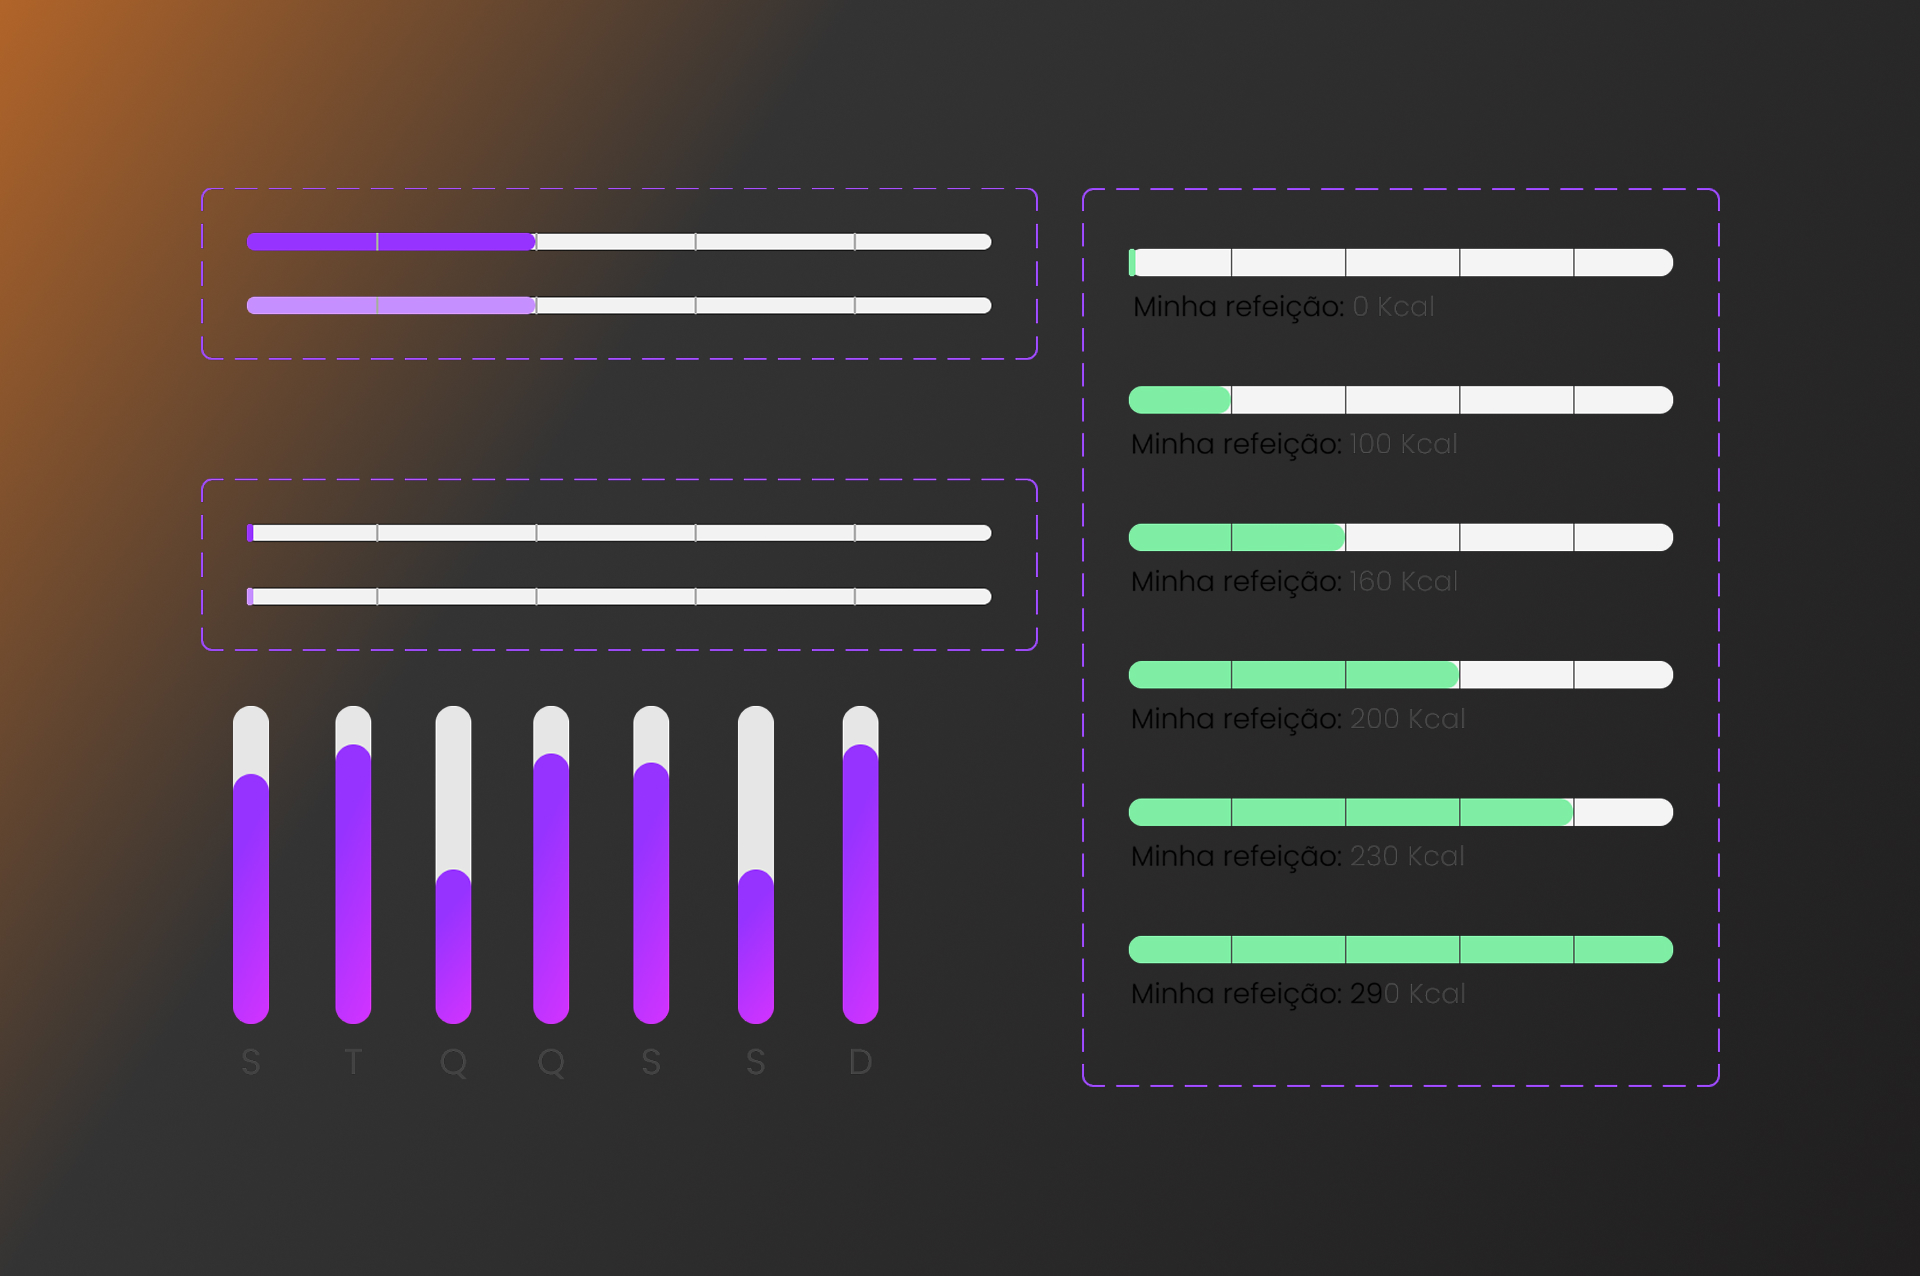 Minha refeição: 0 Kcal
Minha refeição: 100 Kcal
Minha refeição: 160 Kcal
Minha refeição: 200 Kcal
Minha refeição: 230 Kcal
Minha refeição: 290 Kcal
S T Q Q S S D